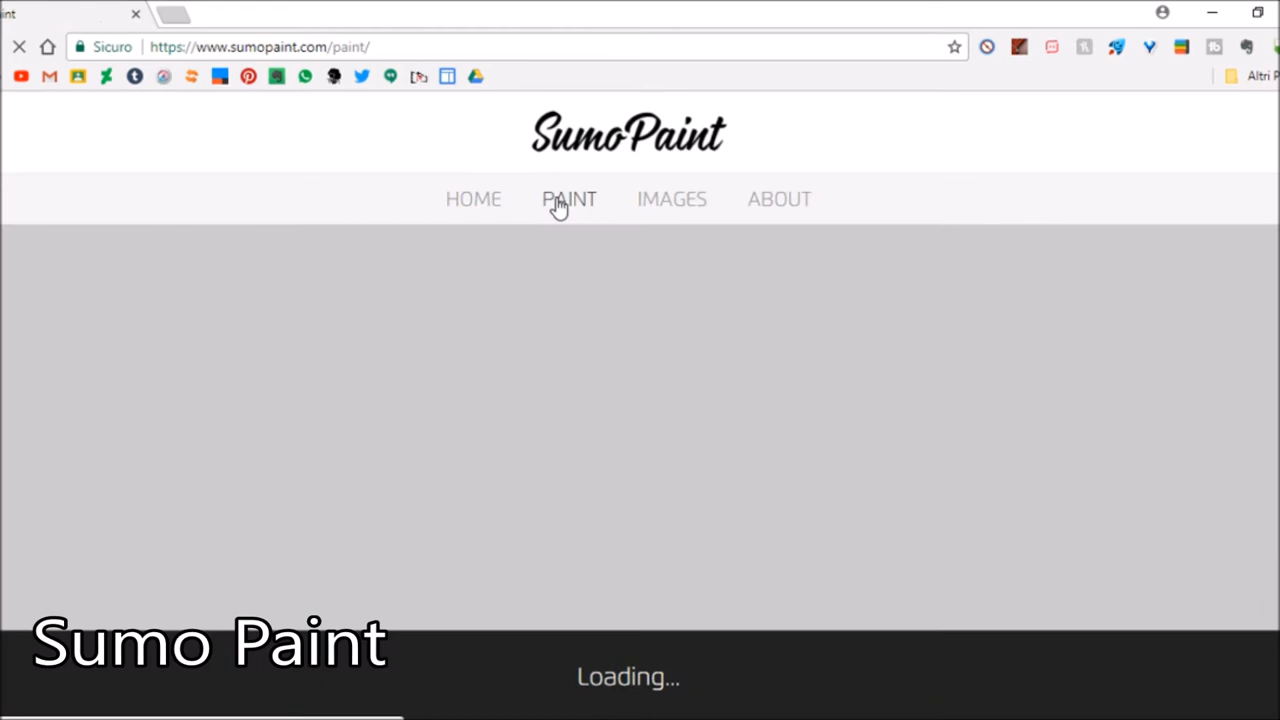 int
Sicuro https://www.sumopaint.com/paint/
Altri P
SumoPaint
HOME PAINT IMAGES ABOUT
Sumo Paint
Loading...